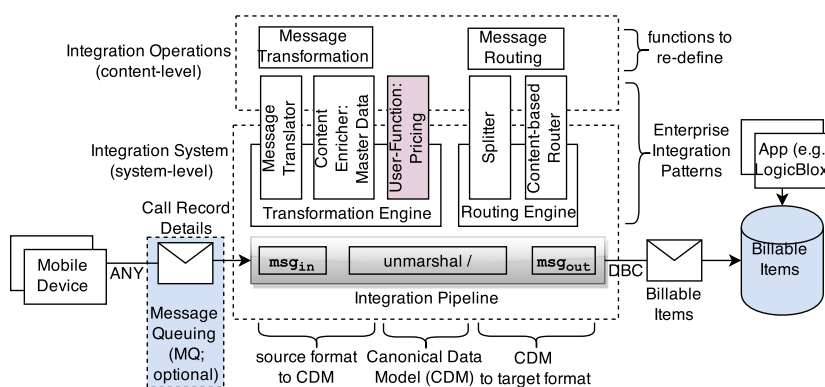 Integration Operations
(content-level)
Message
Transformation
Message
Routing
functions to
re-define
Message
Translator
Content
Enricher:
Master Data
User-Function:
Pricing
Splitter
Content-based
Router
Enterprise
Integration
Patterns
Integration System
(system-level)
Transformation Engine
Routing Engine
App (e.g.
LogicBlox
Call Record
Details
Mobile
Device
ANY
msgin
unmarshal /
msgout
DBC
Billable
Items
Billable
Items
Integration Pipeline
Message
Queuing
(MQ;
optional)
source format
to CDM
Canonical Data
Model (CDM)
CDM
to target format